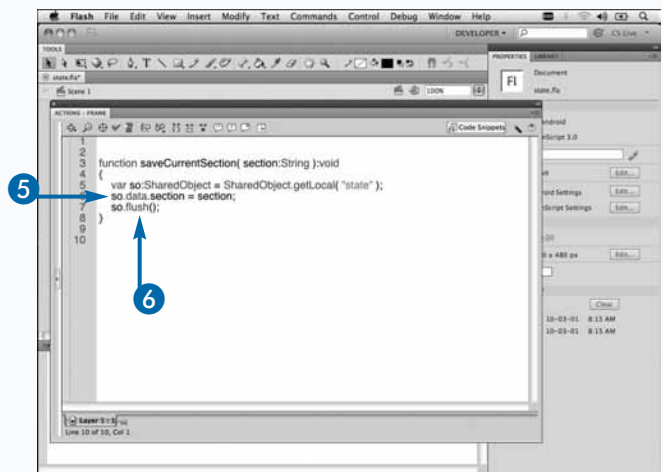 Flash File Edit View Insert Modify Text Commands Control Debug Window Help
DEVELOPER
CS Live
TOOLS
PROPERTIES LIBRARY
state.fla*
Scene 1
100%
Fl
Document
state.fla
ACTIONS - FRAME
Code Snippets
1
2
3 function saveCurrentSection( section:String ):void
4 {
5 var so:SharedObject = SharedObject.getLocal( "state" );
6 so.data.section = section;
7 so.flush();
8 }
9
10
5
6
Android
Script 3.0
Edit...
roid Settings Edit...
Script Settings Edit...
x 480 px Edit...
Clear
10-03-01 8:15 AM
10-03-01 8:15 AM
Layer 1 : 1
Line 10 of 10, Col 1